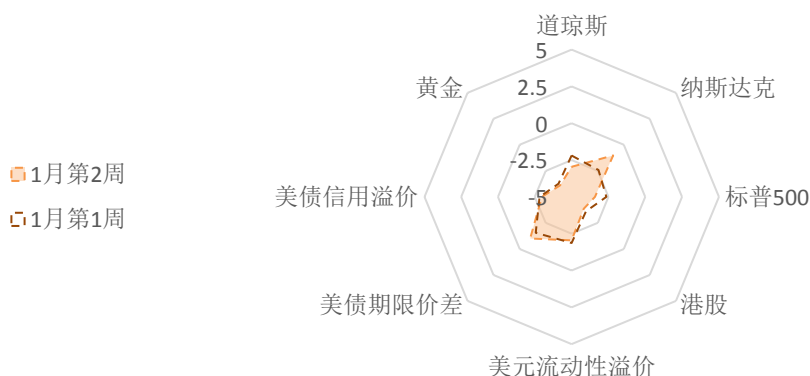 道琼斯
5
黄金
纳斯达克
2.5
0
1月第2周
-2.5
美债信用溢价
-5
标普500
1月第1周
美债期限价差
港股
美元流动性溢价